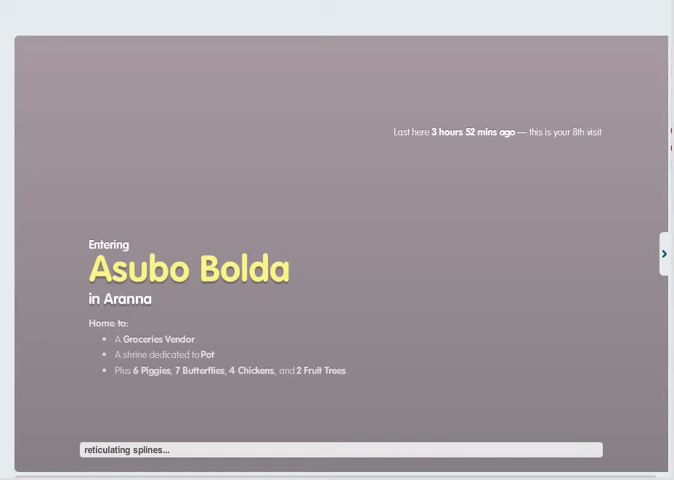 Last here 3 hours 52 mins ago — this is your 8th visit
Entering
Asubo Bolda
in Aranna
Home to:
• A Groceries Vendor
• A shrine dedicated to Pot
• Plus 6 Piggies, 7 Butterflies, 4 Chickens, and 2 Fruit Trees
reticulating splines...